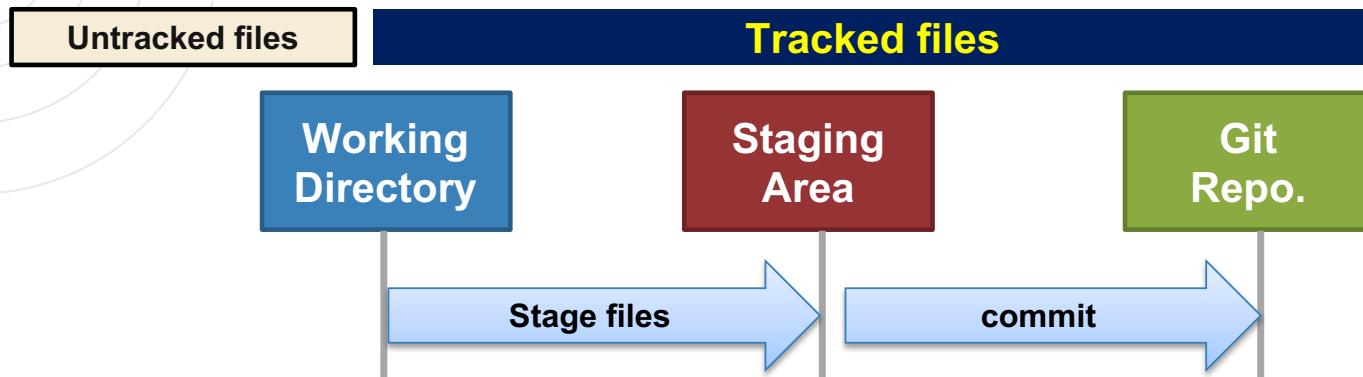 Untracked files
Tracked files
Working
Directory
Staging
Area
Git
Repo.
Stage files
commit